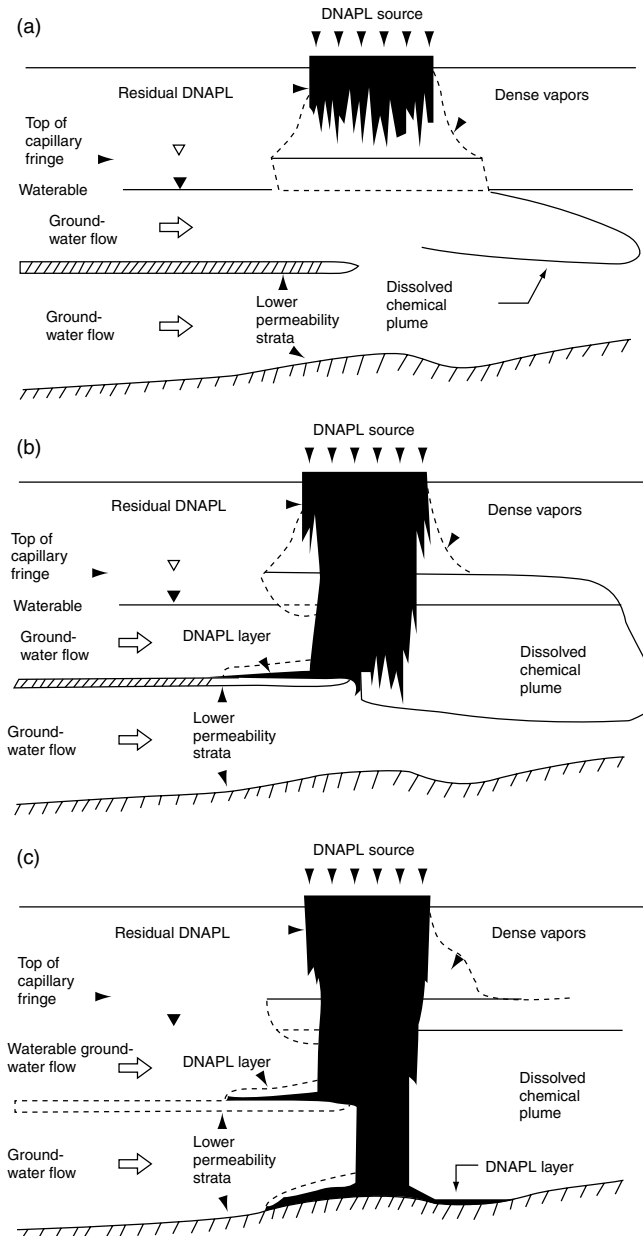 (a)
DNAPL source
Residual DNAPL
Dense vapors
Top of
capillary
fringe
Waterable
Ground-
water flow
Lower
permeability
strata
Dissolved
chemical
plume
Ground-
water flow
(b)
DNAPL source
Residual DNAPL
Dense vapors
Top of
capillary
fringe
Waterable
Ground-
water flow
DNAPL layer
Dissolved
chemical
plume
Lower
permeability
strata
Ground-
water flow
(c)
DNAPL source
Residual DNAPL
Dense vapors
Top of
capillary
fringe
Waterable ground-
water flow
DNAPL layer
Dissolved
chemical
plume
Lower
permeability
strata
Ground-
water flow
DNAPL layer